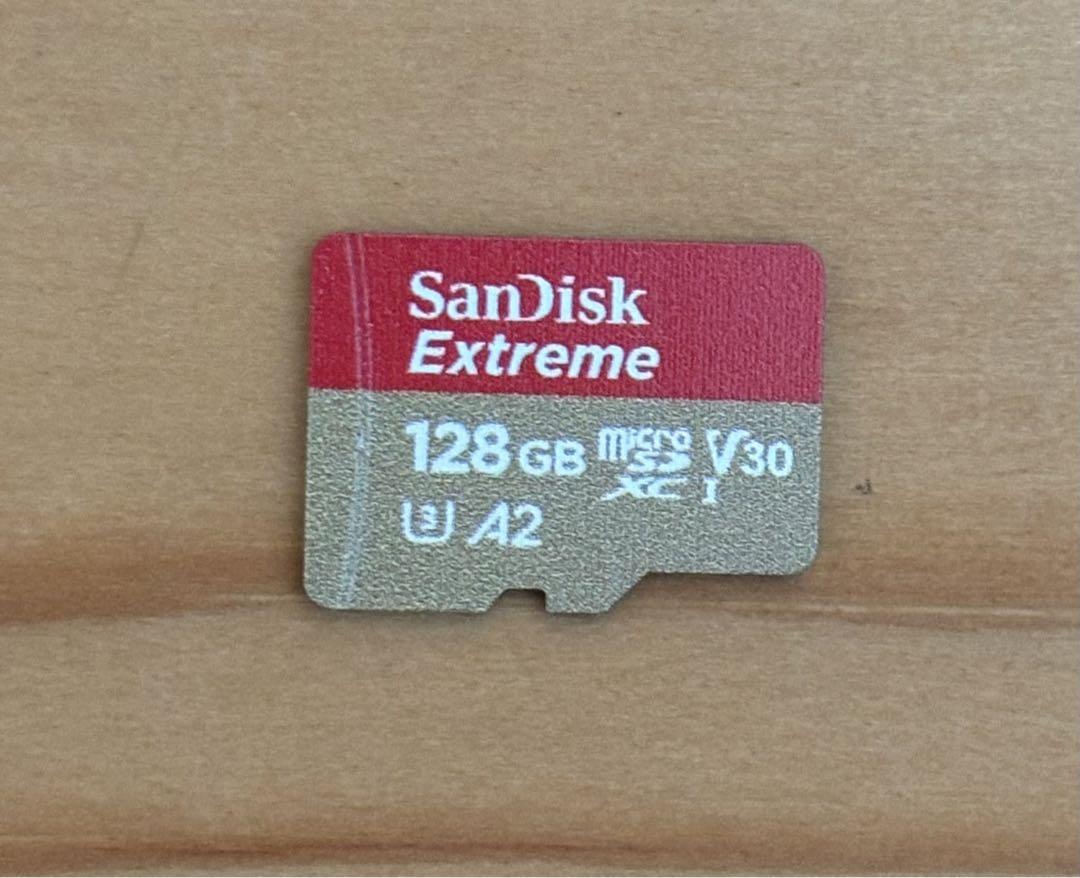 SanDisk
Extreme
128GB micro SD XC I V30
U3 A2